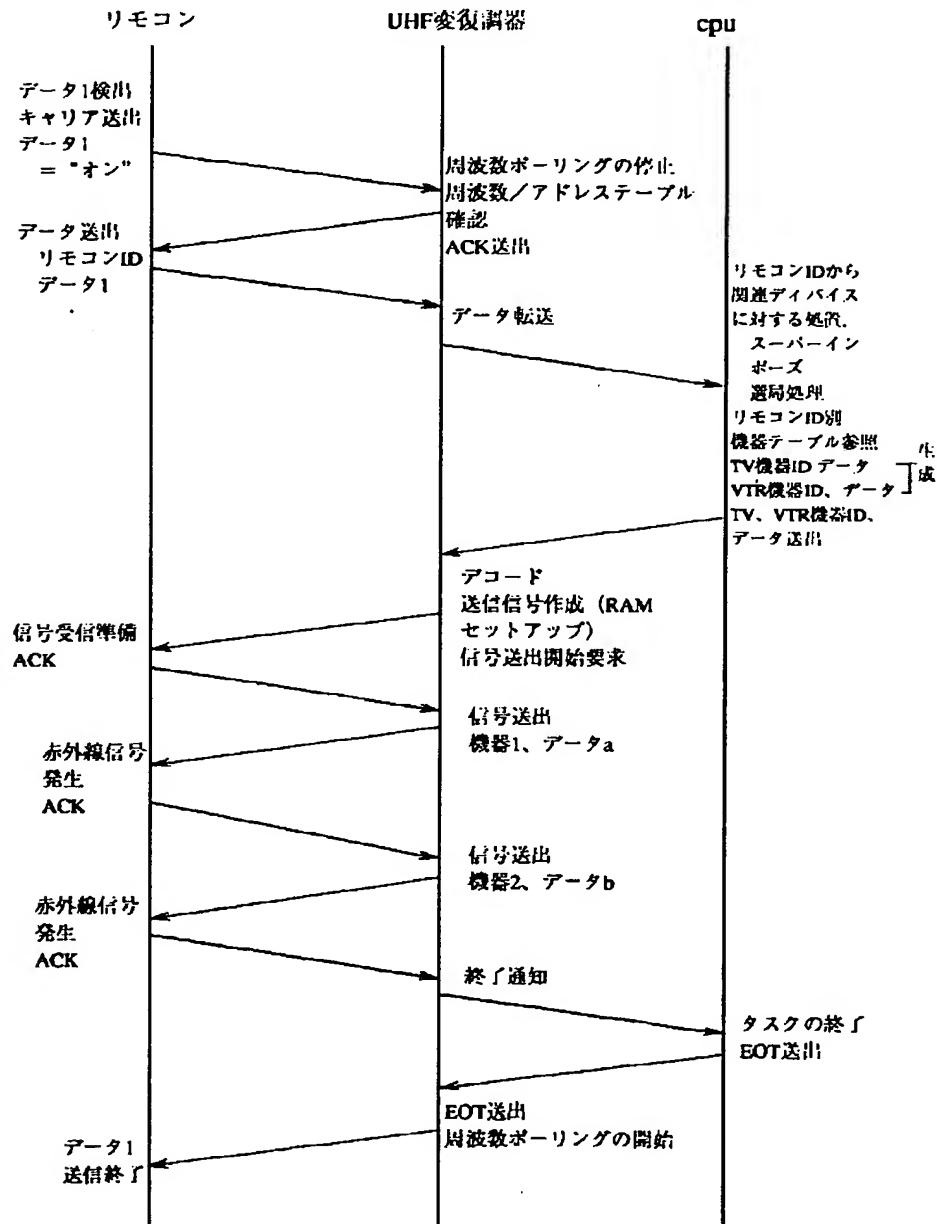 リモコン
UHF変復調器
cpu
データ1検出
キャリア送出
データ1
= "オン"
周波数ポーリングの停止
周波数/アドレステーブル
確認
ACK送出
データ送出
リモコンID
データ1
リモコンIDから
関連ディバイス
に対する処置.
スーパーイン
ポーズ
選局処理
データ転送
リモコンID別
機器テーブル参照
TV機器ID データ
VTR機器ID、データ
生
成
TV、VTR機器ID、
データ送出
デコード
送信信号作成(RAM
セットアップ)
信号送出開始要求
信号受信準備
ACK
信号送出
機器1、データa
赤外線信号
発生
ACK
信号送出
機器2、データb
赤外線信号
発生
ACK
終了通知
タスクの終了
EOT送出
EOT送出
周波数ポーリングの開始
データ1
送信終了